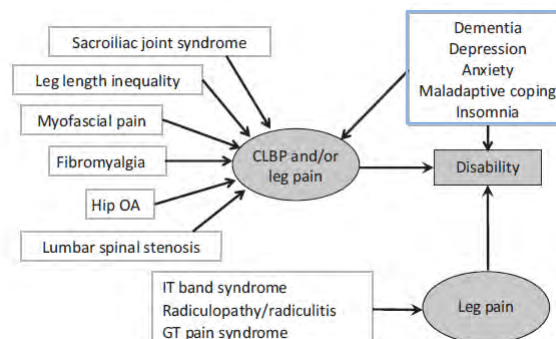 Sacroiliac joint syndrome
Leg length inequality
Myofascial pain
Fibromyalgia
Hip OA
Lumbar spinal stenosis
CLBP and/or
leg pain
Dementia
Depression
Anxiety
Maladaptive coping
Insomnia
Disability
IT band syndrome
Radiculopathy/radiculitis
GT pain syndrome
Leg pain